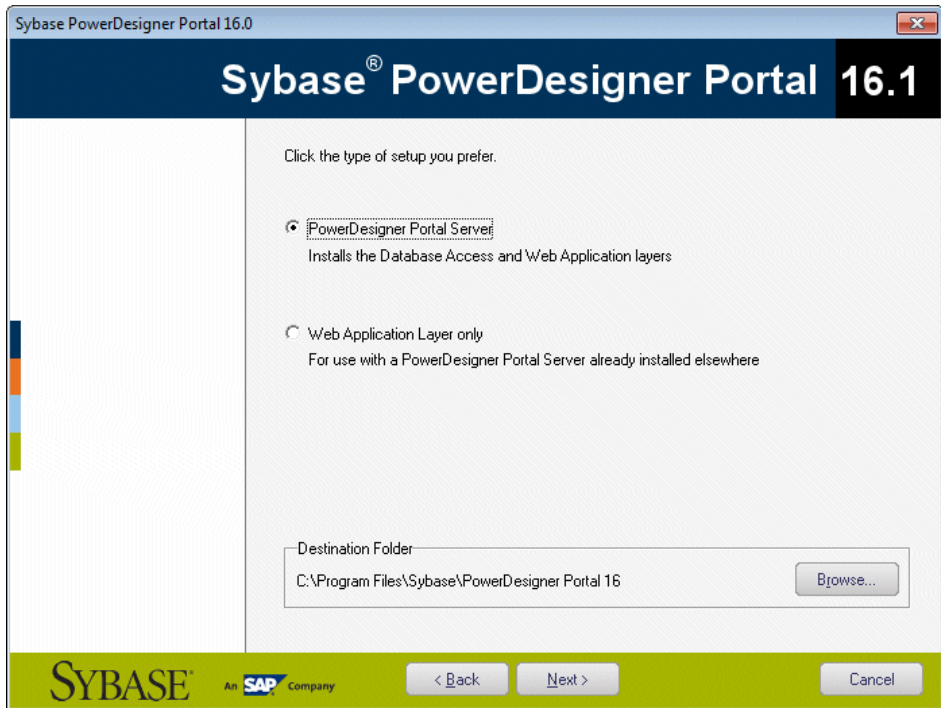 Sybase PowerDesigner Portal 16.0
Sybase® PowerDesigner Portal 16.1
Click the type of setup you prefer.
PowerDesigner Portal Server
Installs the Database Access and Web Application layers
Web Application Layer only
For use with a PowerDesigner Portal Server already installed elsewhere
Destination Folder
C:\Program Files\Sybase\PowerDesigner Portal 16
Browse...
SYBASE® An SAP Company
< Back
Next >
Cancel